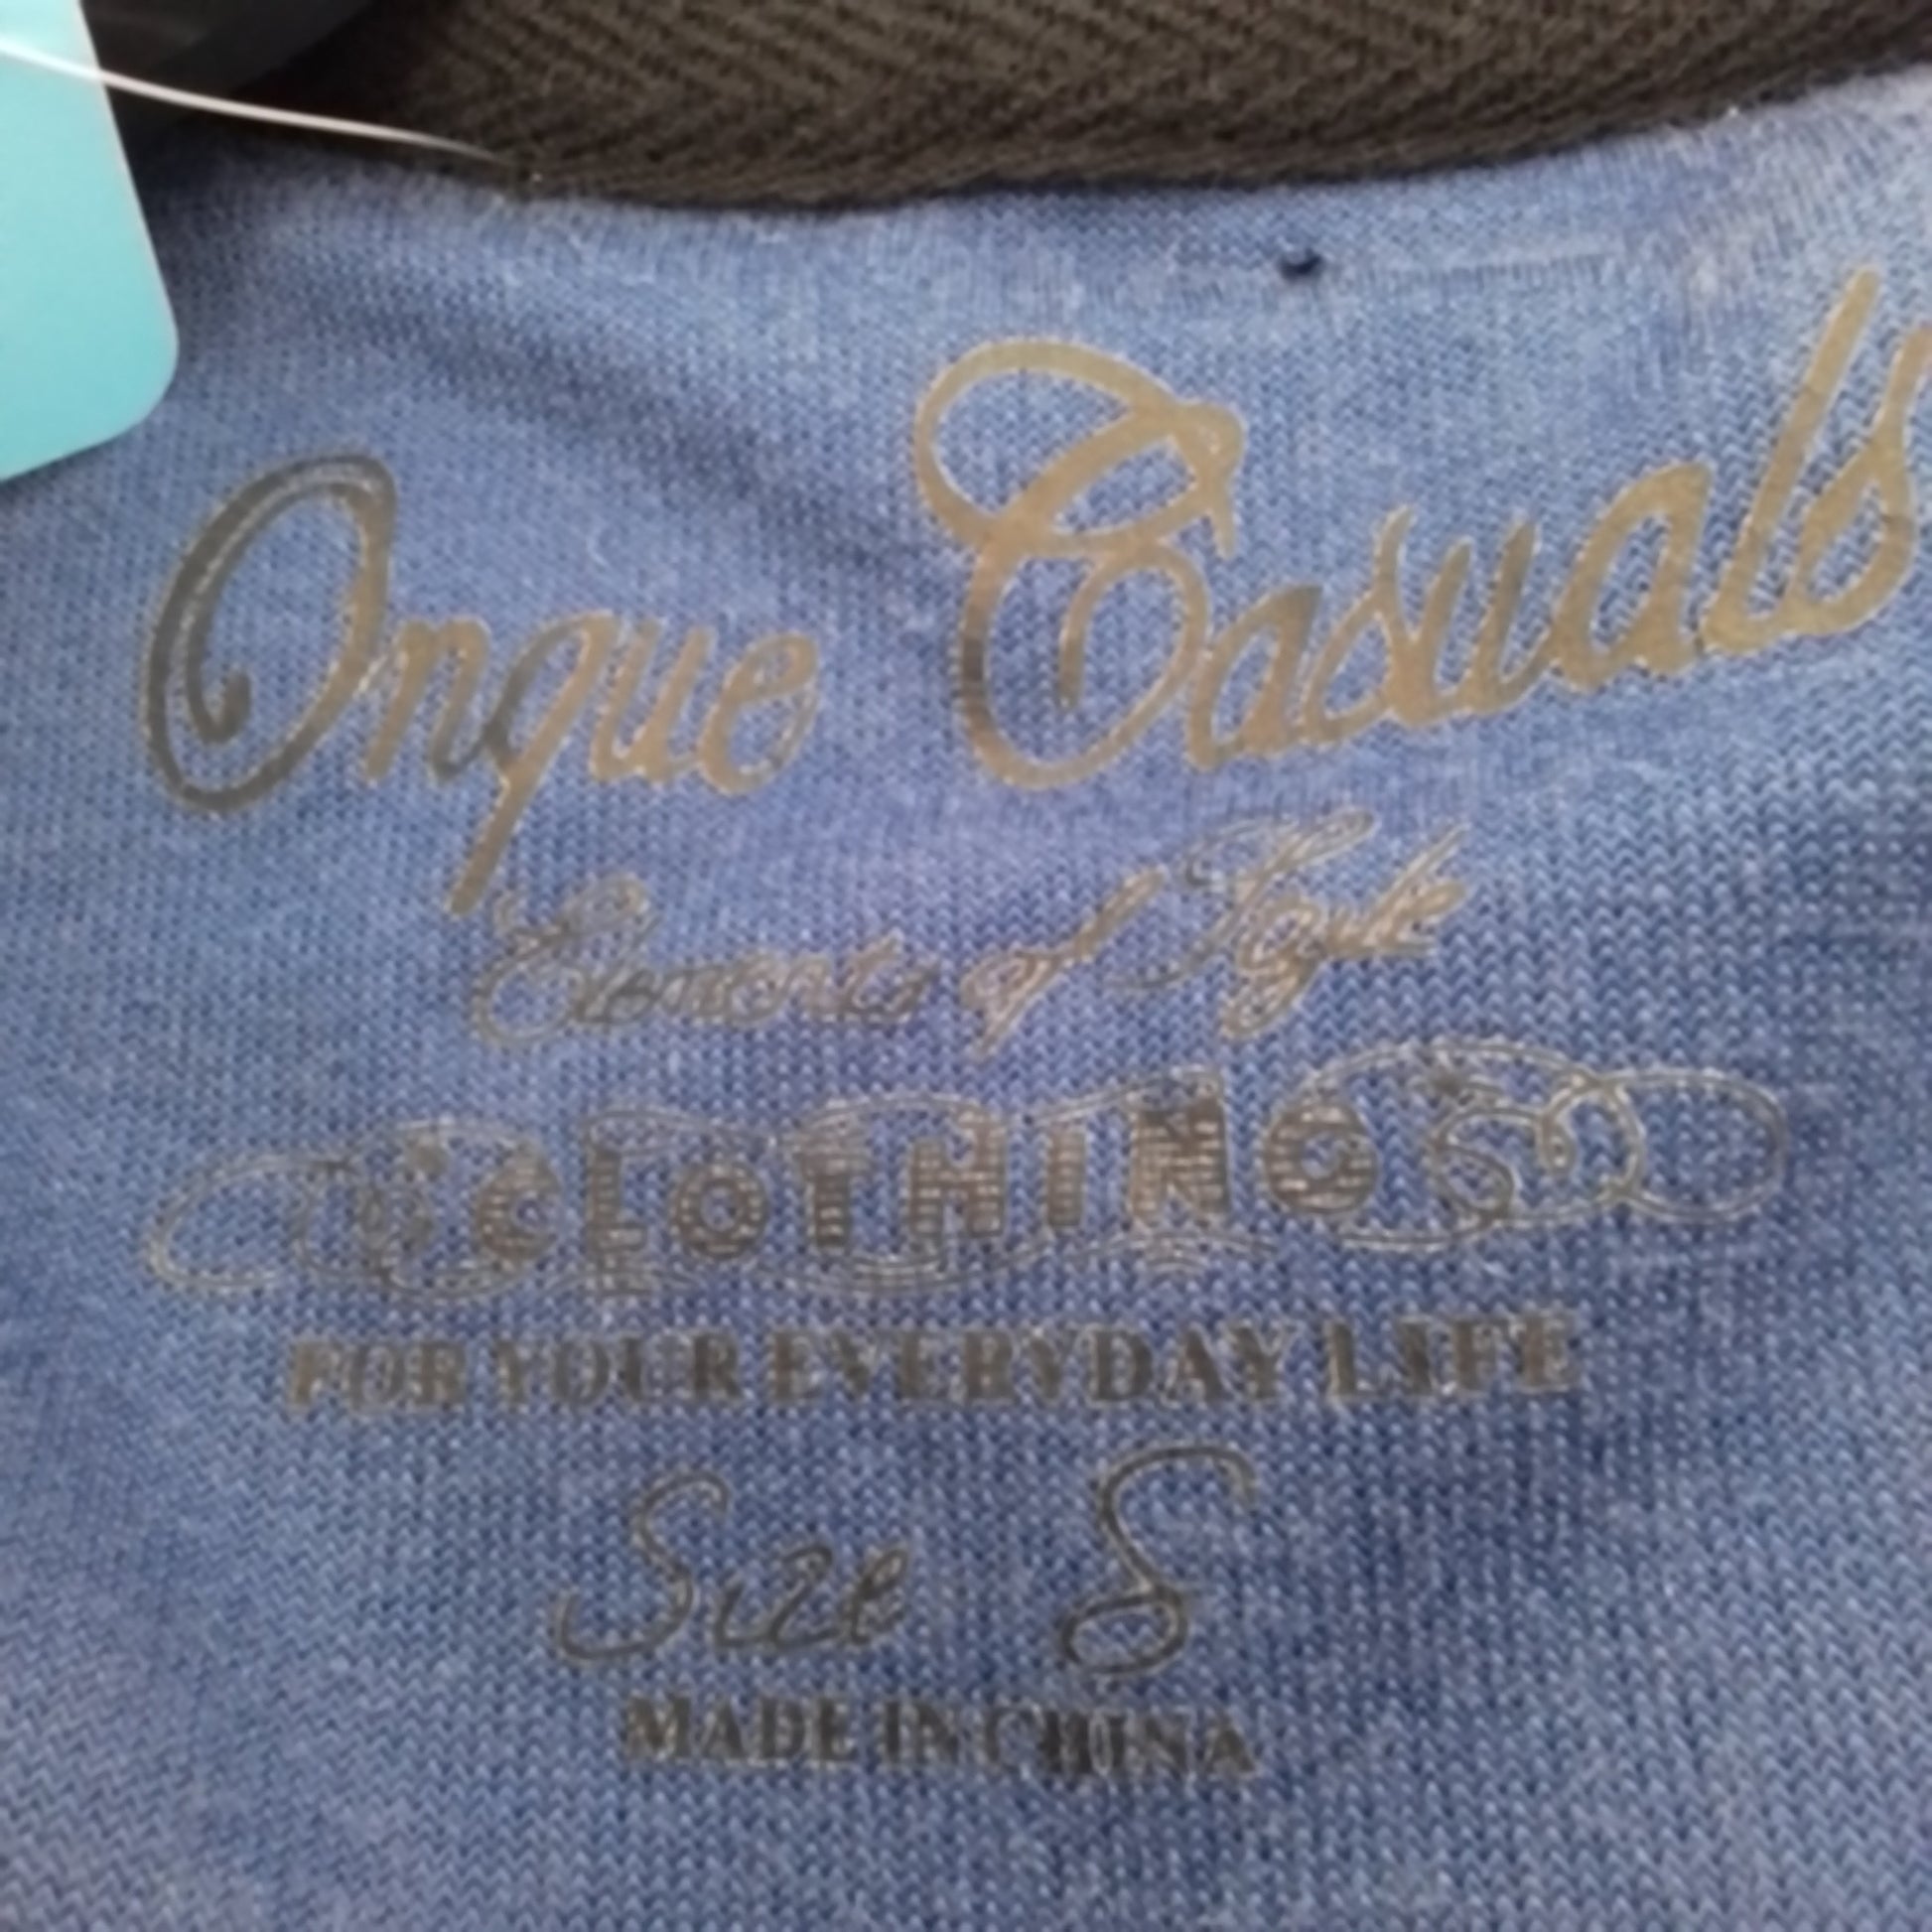 Onque Casuals
Elements of Style
CLOTHING
FOR YOUR EVERYDAY LIFE
Size S
MADE IN CHINA